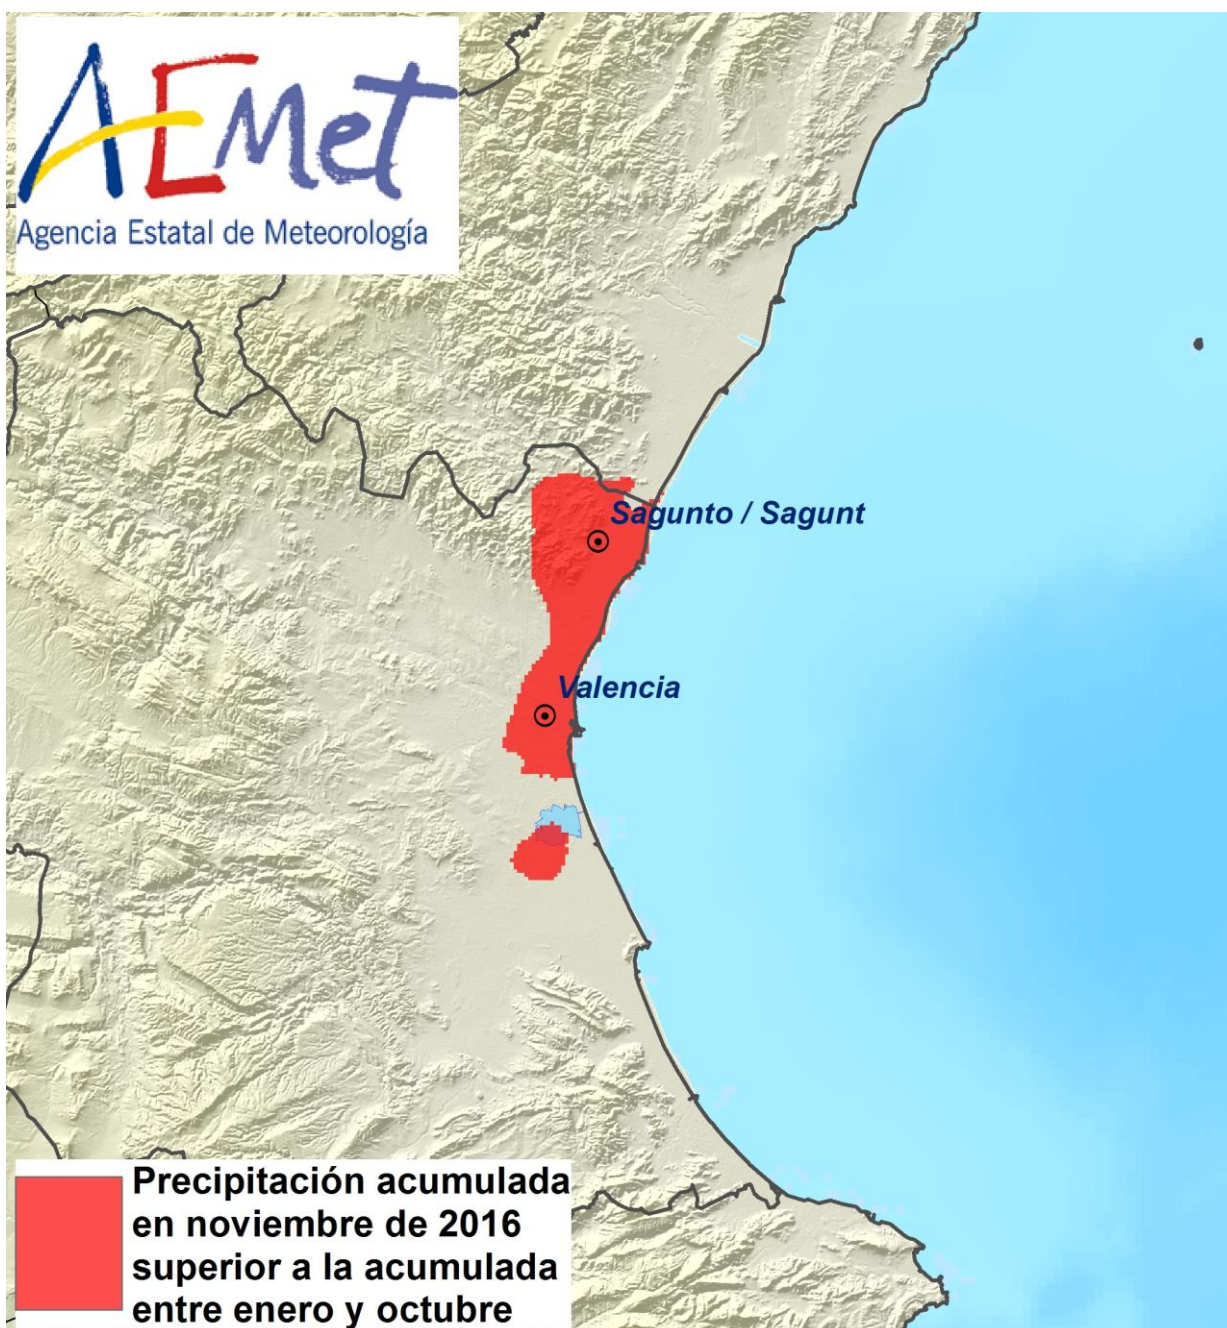 AEMet
Agencia Estatal de Meteorología
Sagunto / Sagunt
Valencia
Precipitación acumulada
en noviembre de 2016
superior a la acumulada
entre enero y octubre